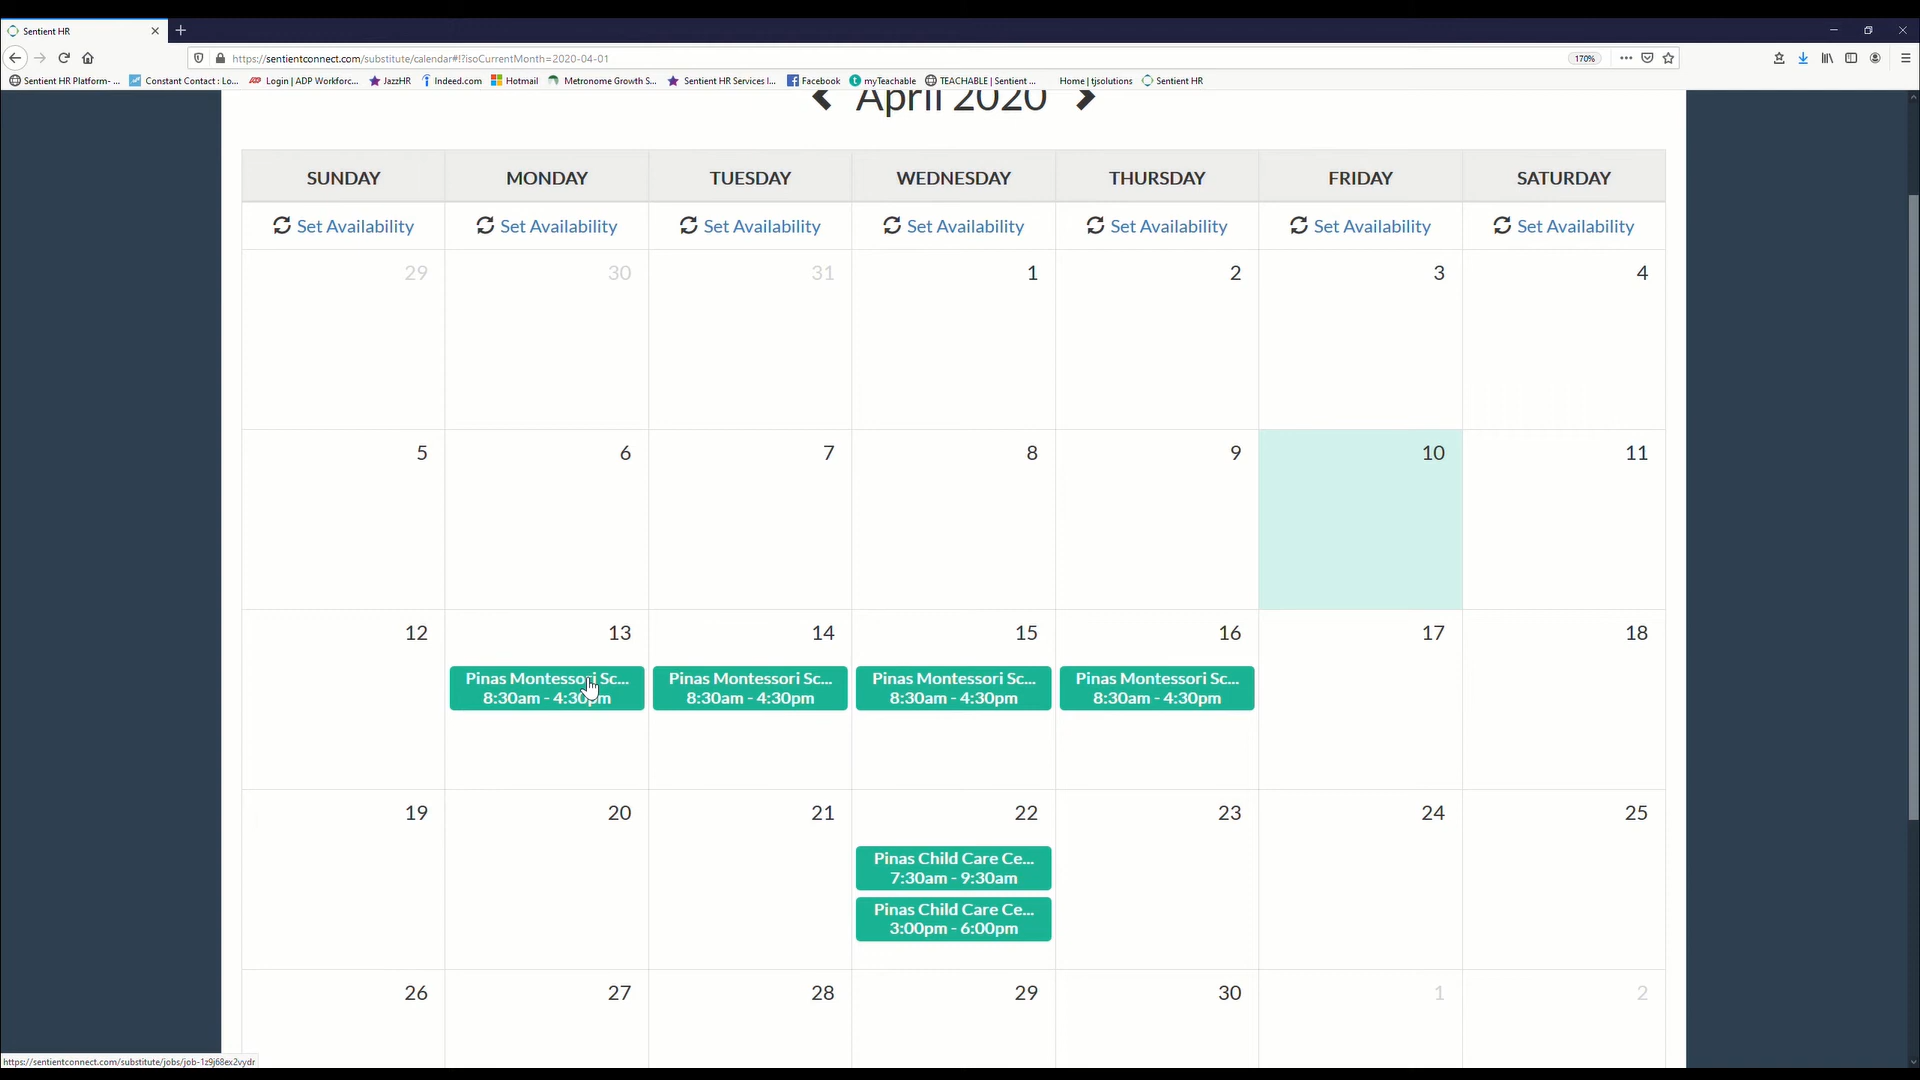 Sentient HR
https://sentientconnect.com/substitute/calendar#!?isoCurrentMonth=2020-04-01
170%
Sentient HR Platform- ...
Constant Contact : Lo...
Login | ADP Workforc...
JazzHR
Indeed.com
Hotmail
Metronome Growth S...
Sentient HR Services I...
Facebook
myTeachable
TEACHABLE | Sentient ...
Home | tjsolutions
Sentient HR
April 2020
SUNDAY MONDAY TUESDAY WEDNESDAY THURSDAY FRIDAY SATURDAY
Set Availability Set Availability Set Availability Set Availability Set Availability Set Availability Set Availability
29 30 31 1 2 3 4
5 6 7 8 9 10 11
12 13 14 15 16 17 18
Pinas Montessori Sc... Pinas Montessori Sc... Pinas Montessori Sc... Pinas Montessori Sc...
8:30am - 4:30pm 8:30am - 4:30pm 8:30am - 4:30pm 8:30am - 4:30pm
19 20 21 22 23 24 25
Pinas Child Care Ce...
7:30am - 9:30am
Pinas Child Care Ce...
3:00pm - 6:00pm
26 27 28 29 30 1 2
https://sentientconnect.com/substitute/jobs/job-1z9j68ex2vydr